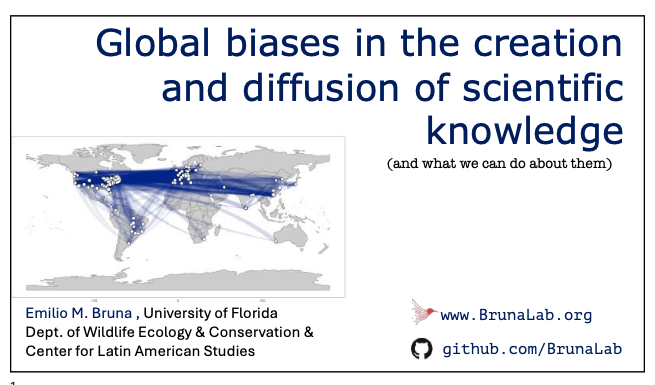 Global biases in the creation
and diffusion of scientific
knowledge
(and what we can do about them)
Emilio M. Bruna , University of Florida
Dept. of Wildlife Ecology & Conservation &
Center for Latin American Studies
www.BrunaLab.org
github.com/BrunaLab